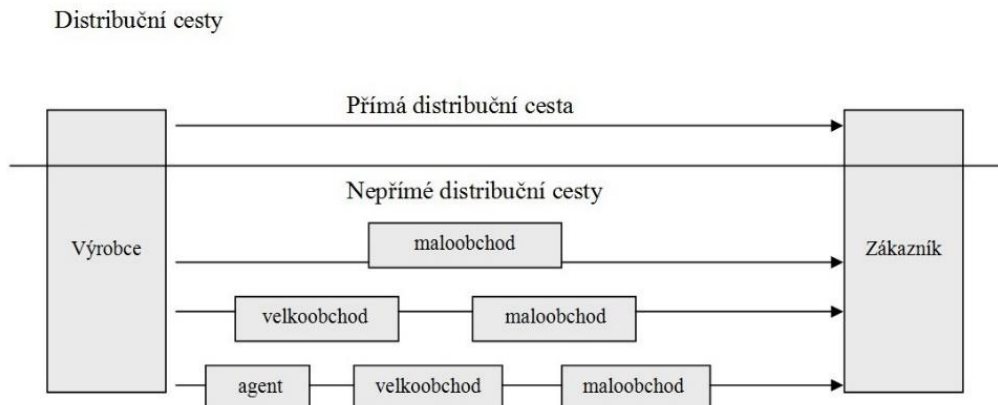 Distribuční cesty
Přímá distribuční cesta
Nepřímé distribuční cesty
Výrobce
maloobchod
Zákazník
velkoobchod
maloobchod
agent
velkoobchod
maloobchod